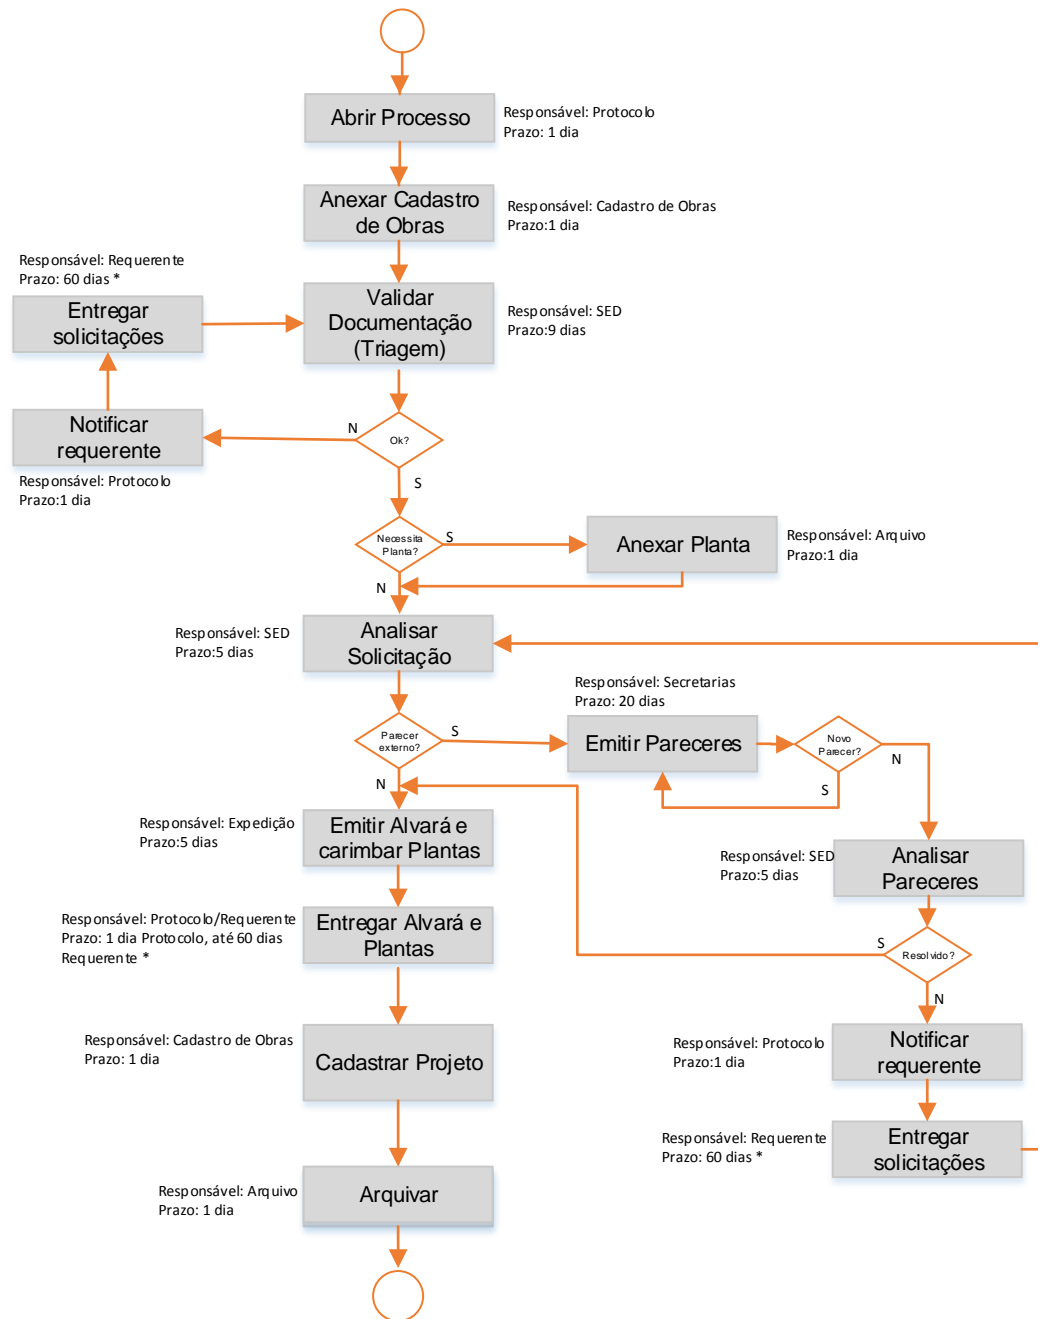 Abrir Processo
Responsável: Protocolo
Prazo: 1 dia
Anexar Cadastro
de Obras
Responsável: Cadastro de Obras
Prazo:1 dia
Responsável: Requerente
Prazo: 60 dias *
Entregar
solicitações
Validar
Documentação
(Triagem)
Responsável: SED
Prazo:9 dias
Notificar
requerente
Responsável: Protocolo
Prazo:1 dia
N
Ok?
S
Necessita
Planta?
S
N
Anexar Planta
Responsável: Arquivo
Prazo:1 dia
Responsável: SED
Prazo:5 dias
Analisar
Solicitação
Parecer
externo?
S
N
Responsável: Secretarias
Prazo: 20 dias
Emitir Pareceres
Novo
Parecer?
N
S
Responsável: Expedição
Prazo:5 dias
Emitir Alvará e
carimbar Plantas
Responsável: SED
Prazo:5 dias
Analisar
Pareceres
Responsável: Protocolo/Requerente
Prazo: 1 dia Protocolo, até 60 dias
Requerente *
Entregar Alvará e
Plantas
S
Resolvido?
N
Responsável: Cadastro de Obras
Prazo: 1 dia
Cadastrar Projeto
Responsável: Protocolo
Prazo:1 dia
Notificar
requerente
Responsável: Requerente
Prazo: 60 dias *
Entregar
solicitações
Responsável: Arquivo
Prazo: 1 dia
Arquivar